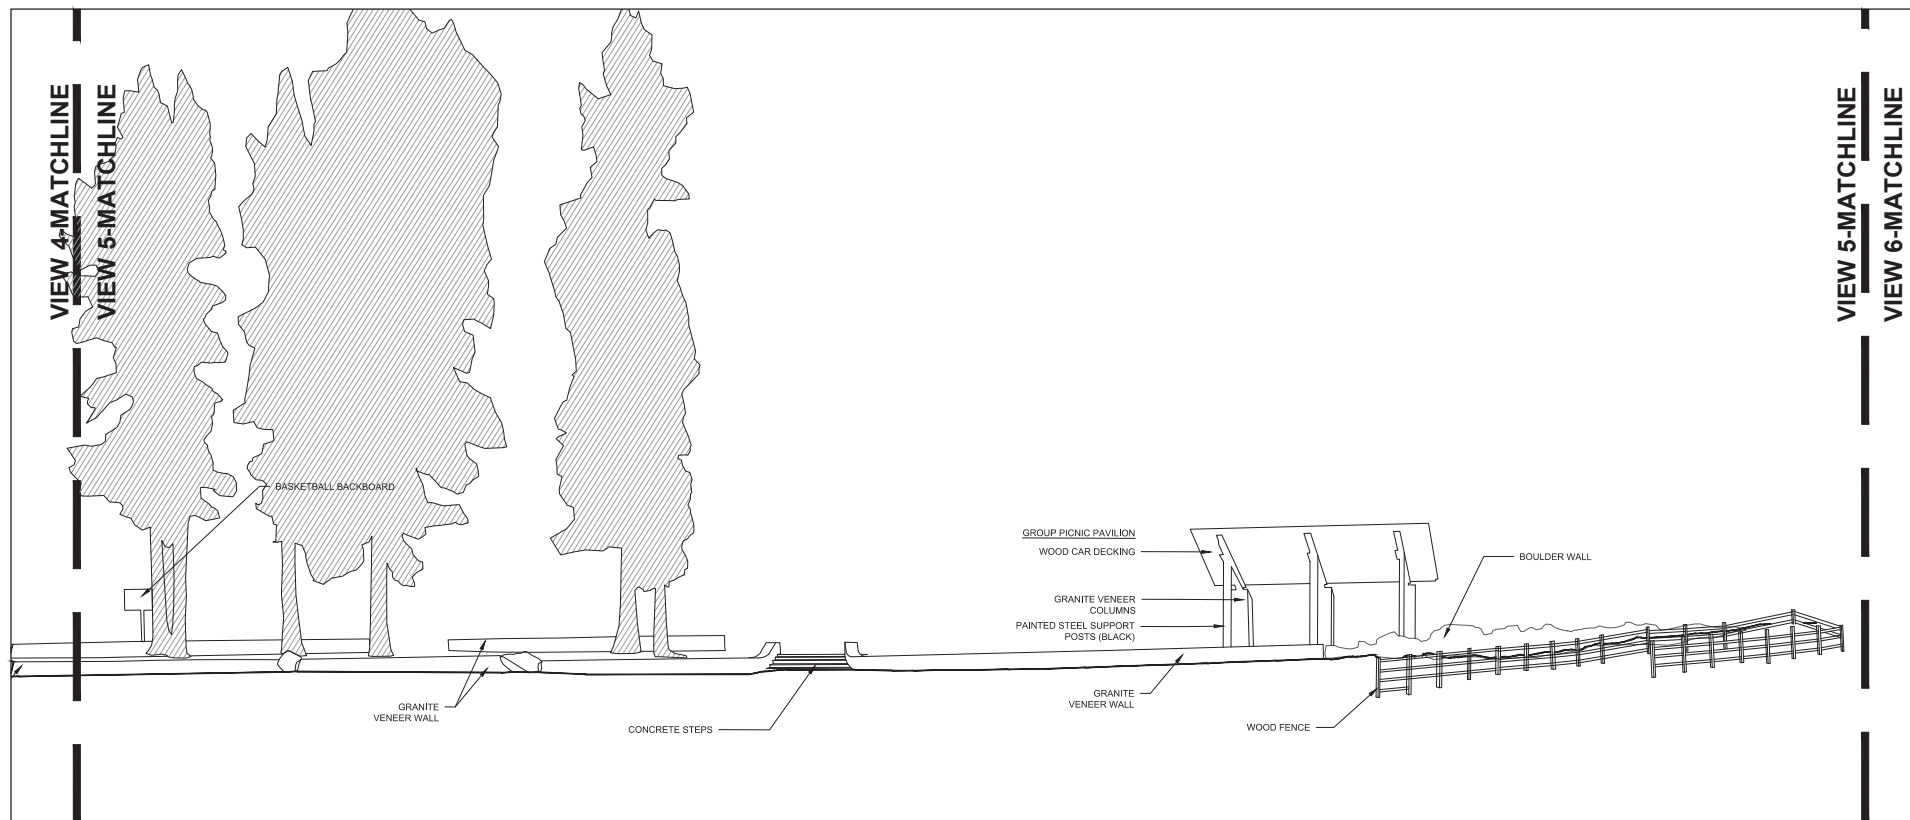 VIEW 4-MATCHLINE
VIEW 5-MATCHLINE
VIEW 5-MATCHLINE
VIEW 6-MATCHLINE
BASKETBALL BACKBOARD
GROUP PICNIC PAVILION
WOOD CAR DECKING
BOULDER WALL
GRANITE VENEER
COLUMNS
PAINTED STEEL SUPPORT
POSTS (BLACK)
GRANITE
VENEER WALL
CONCRETE STEPS
GRANITE
VENEER WALL
WOOD FENCE